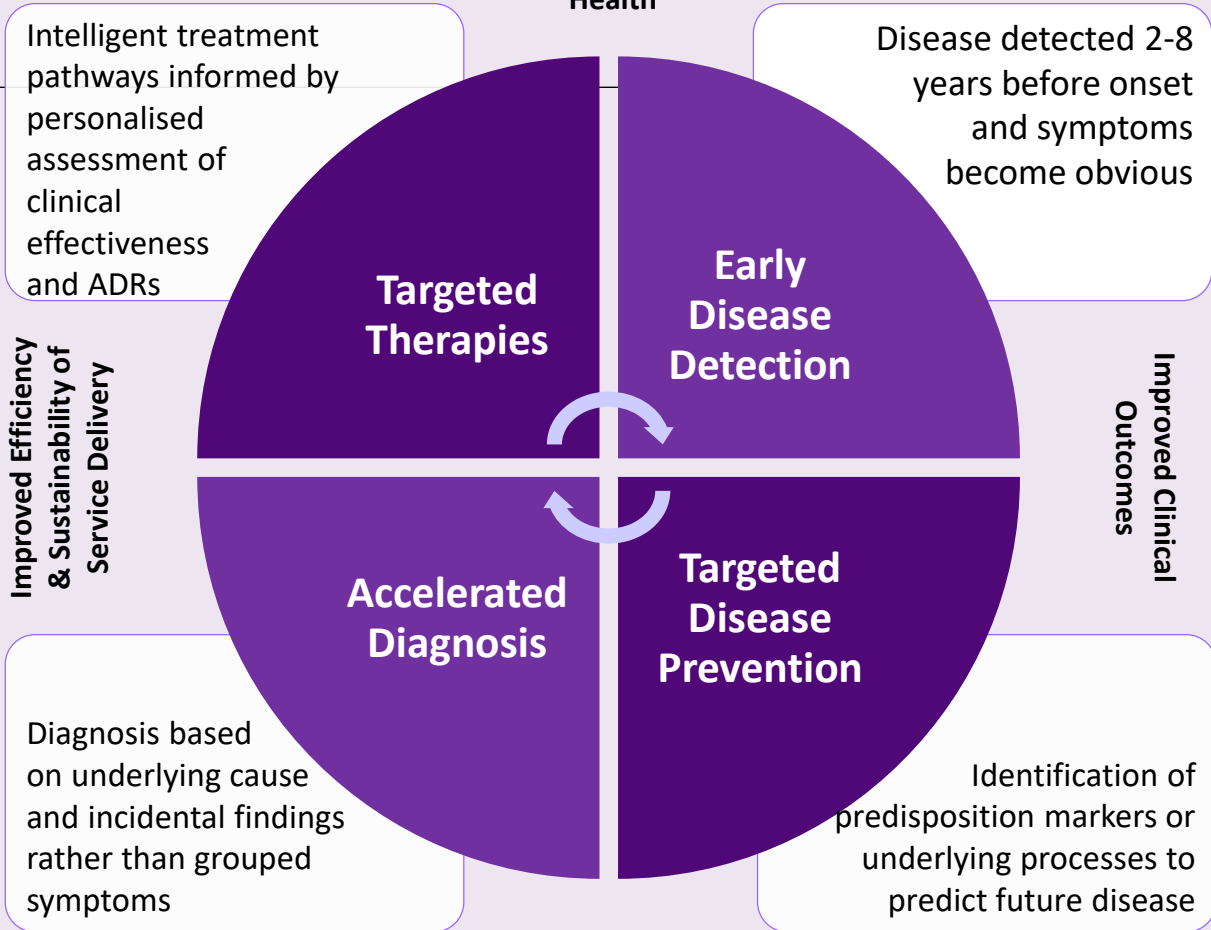 Health
Intelligent treatment
pathways informed by
personalised
assessment of
clinical
effectiveness
and ADRs
Disease detected 2-8
years before onset
and symptoms
become obvious
Targeted
Therapies
Early
Disease
Detection
Improved Efficiency
& Sustainability of
Service Delivery
Improved Clinical
Outcomes
Accelerated
Diagnosis
Targeted
Disease
Prevention
Diagnosis based
on underlying cause
and incidental findings
rather than grouped
symptoms
Identification of
predisposition markers or
underlying processes to
predict future disease